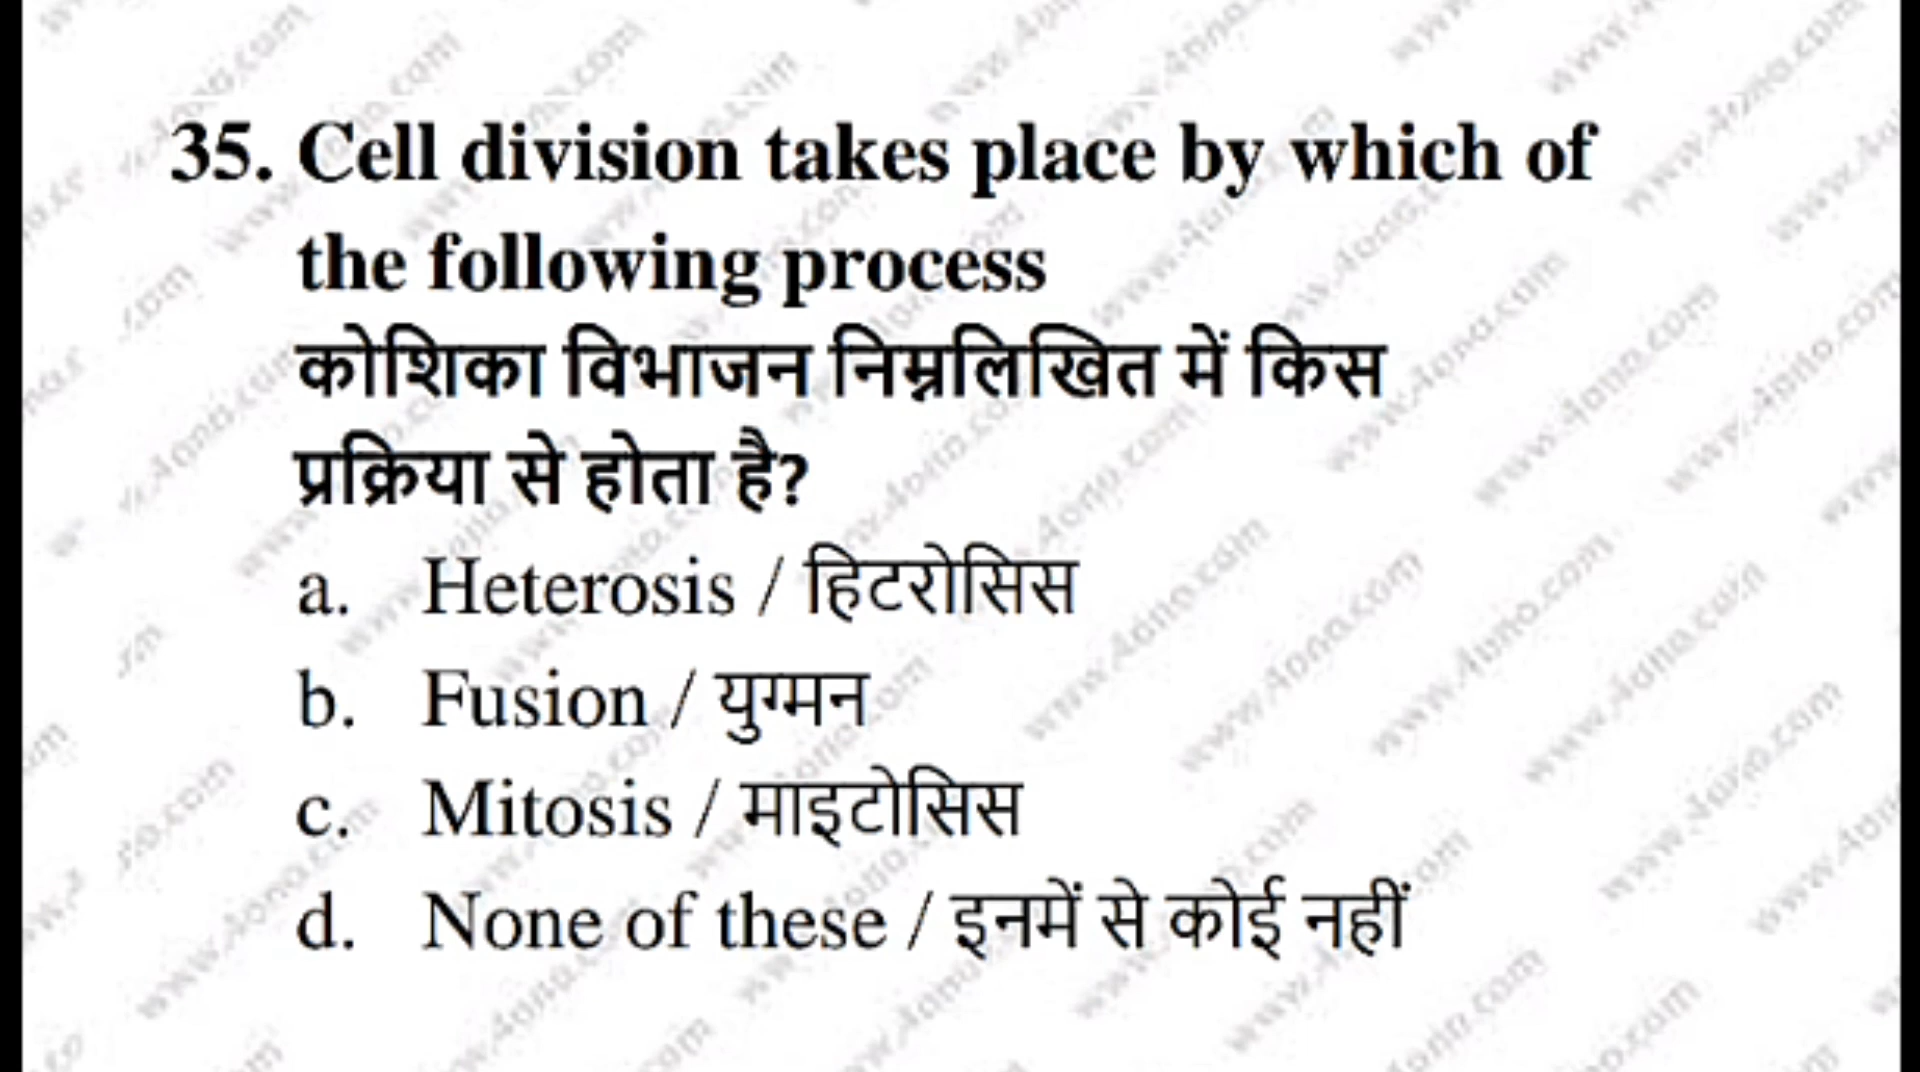 35. Cell division takes place by which of
the following process
कोशिका विभाजन निम्नलिखित में किस
प्रक्रिया से होता है?
a. Heterosis / हिटरोसिस
b. Fusion / युग्मन
c. Mitosis / माइटोसिस
d. None of these / इनमें से कोई नहीं